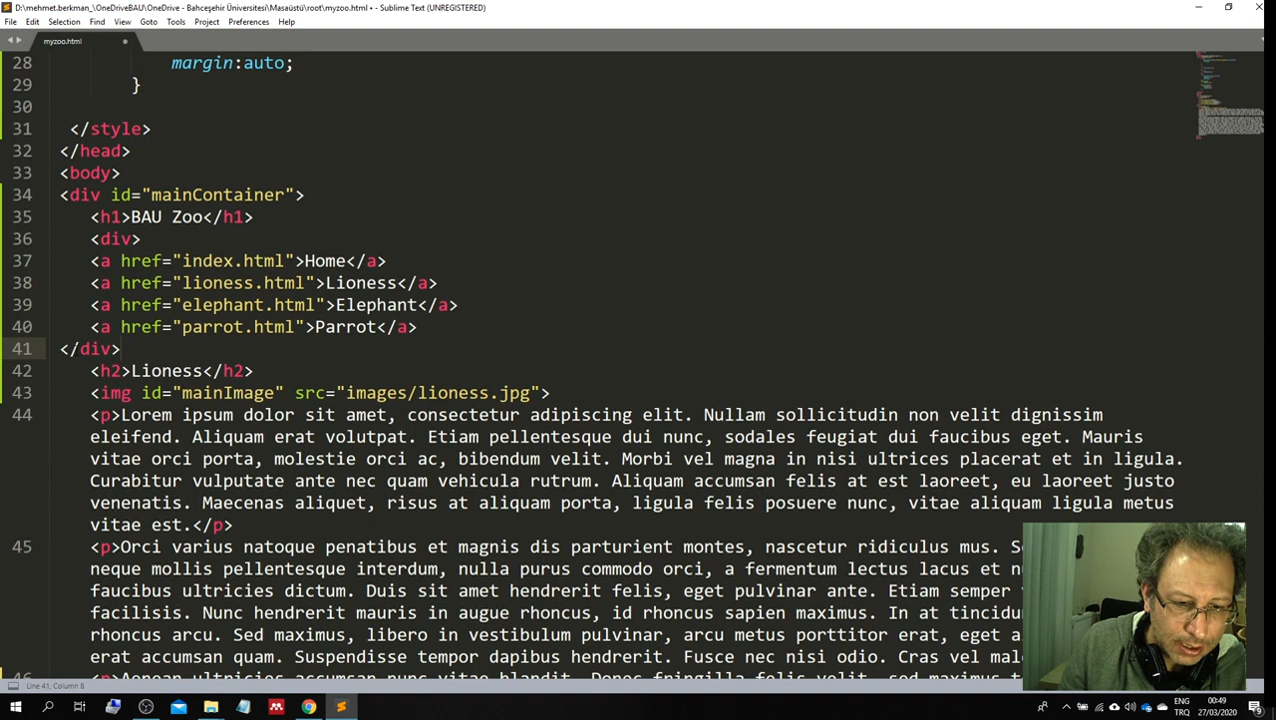 D:\mehmet.berkman_\OneDriveBAU\OneDrive - Bahçeşehir Üniversitesi\Masaüstü\root\myzoo.html • - Sublime Text (UNREGISTERED)
File Edit Selection Find View Goto Tools Project Preferences Help
myzoo.html
28 margin:auto;
29 }
30
31 </style>
32 </head>
33 <body>
34 <div id="mainContainer">
35 <h1>BAU Zoo</h1>
36 <div>
37 <a href="index.html">Home</a>
38 <a href="lioness.html">Lioness</a>
39 <a href="elephant.html">Elephant</a>
40 <a href="parrot.html">Parrot</a>
41 </div>
42 <h2>Lioness</h2>
43 <img id="mainImage" src="images/lioness.jpg">
44 <p>Lorem ipsum dolor sit amet, consectetur adipiscing elit. Nullam sollicitudin non velit dignissim
eleifend. Aliquam erat volutpat. Etiam pellentesque dui nunc, sodales feugiat dui faucibus eget. Mauris
vitae orci porta, molestie orci ac, bibendum velit. Morbi vel magna in nisi ultrices placerat et in ligula.
Curabitur vulputate ante nec quam vehicula rutrum. Aliquam accumsan felis at est laoreet, eu laoreet justo
venenatis. Maecenas aliquet, risus at aliquam porta, ligula felis posuere nunc, vitae aliquam ligula metus
vitae est.</p>
45 <p>Orci varius natoque penatibus et magnis dis parturient montes, nascetur ridiculus mus.
neque mollis pellentesque interdum, nulla purus commodo orci, a fermentum lectus lacus et
faucibus ultricies dictum. Duis sit amet hendrerit felis, eget pulvinar ante. Etiam semper
facilisis. Nunc hendrerit mauris in augue rhoncus, id rhoncus sapien maximus. In at
rhoncus arcu. Sed maximus, libero in vestibulum pulvinar, arcu metus porttitor erat, eget
erat accumsan quam. Suspendisse tempor dapibus hendrerit. Fusce nec nisi odio. Cras vel
Line 41, Column 8
ENG 00:49
TRQ 27/03/2020